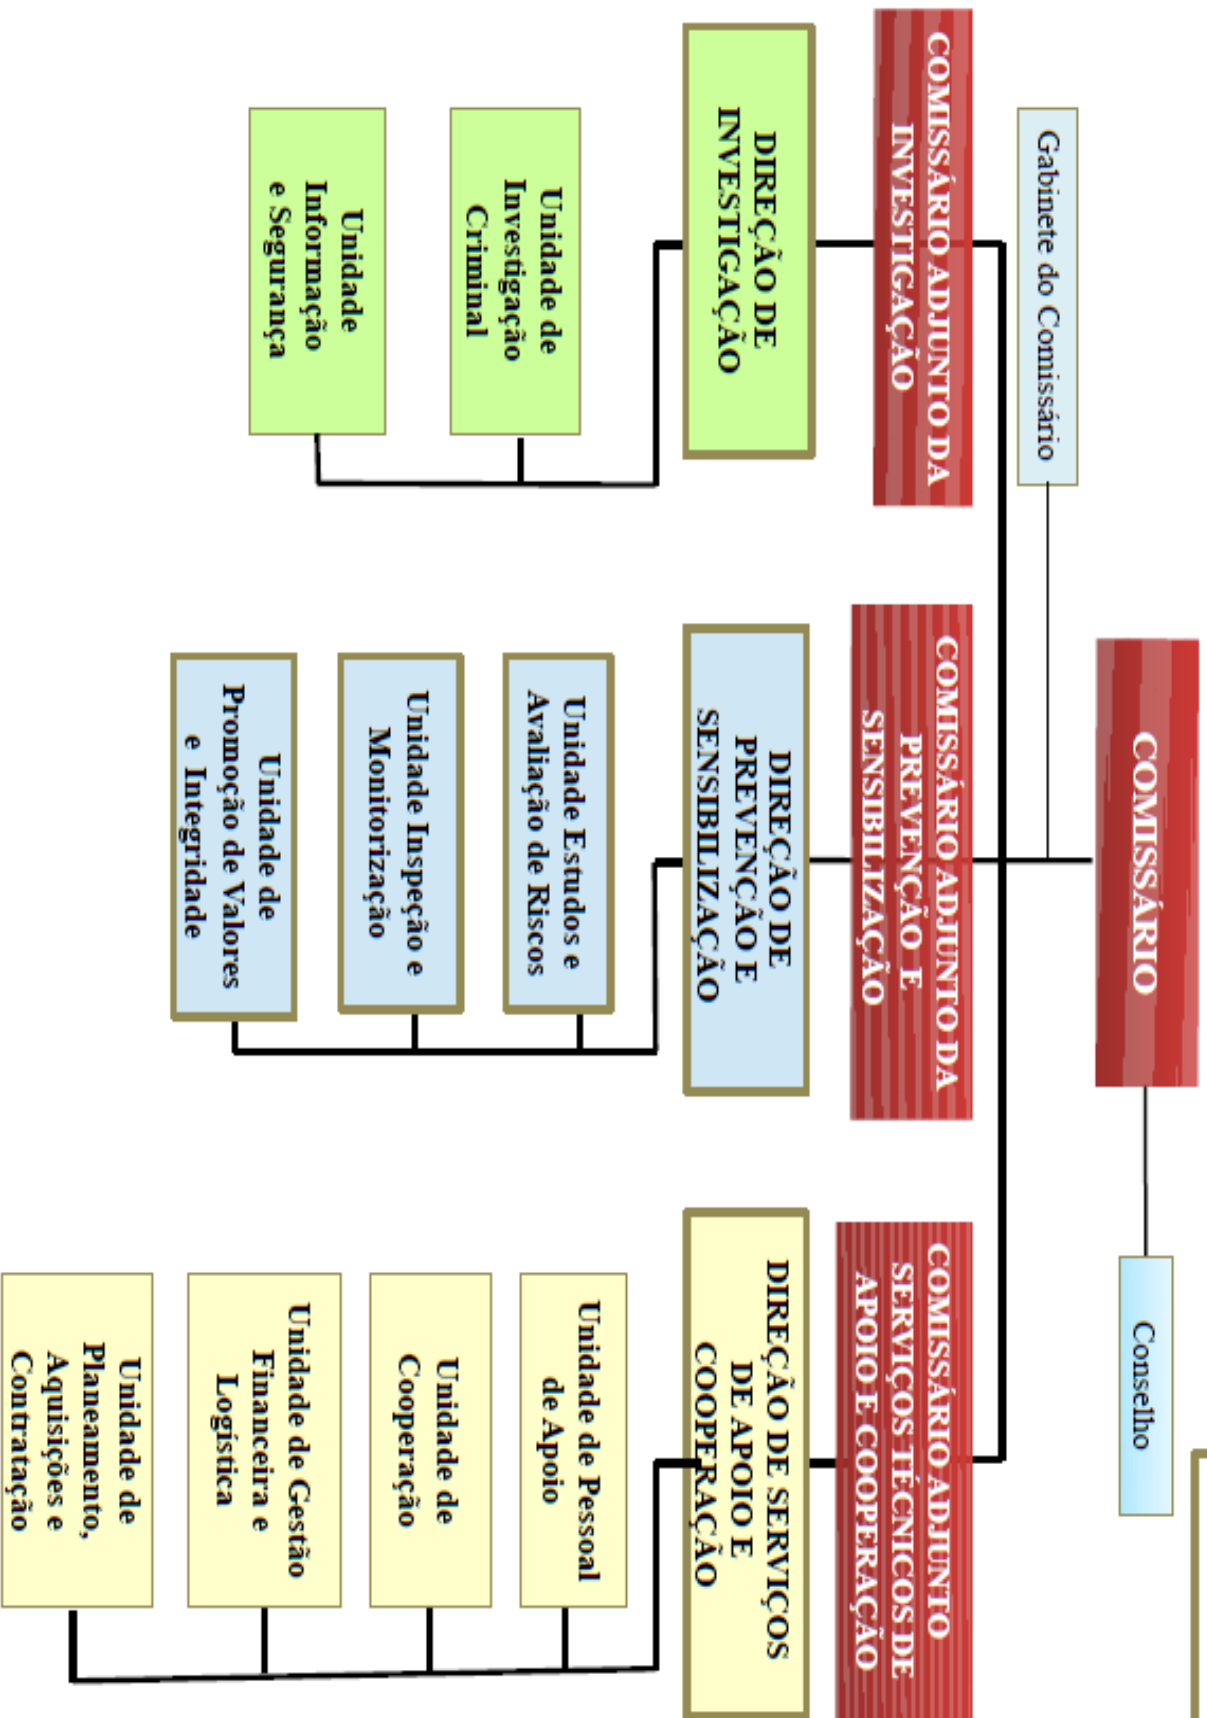 COMISSÁRIO
Conselho
Gabinete do Comissário
COMISSÁRIO ADJUNTO DA
INVESTIGAÇÃO
COMISSÁRIO ADJUNTO DA
PREVENÇÃO E
SENSIBILIZAÇÃO
COMISSÁRIO ADJUNTO
SERVIÇOS TÉCNICOS DE
APOIO E COOPERAÇÃO
DIREÇÃO DE
INVESTIGAÇÃO
DIREÇÃO DE
PREVENÇÃO E
SENSIBILIZAÇÃO
DIREÇÃO DE SERVIÇOS
DE APOIO E
COOPERAÇÃO
Unidade de
Investigação
Criminal
Unidade
Informação
e Segurança
Unidade Estudos e
Avaliação de Riscos
Unidade Inspeção e
Monitorização
Unidade de
Promoção de Valores
e Integridade
Unidade de Pessoal
de Apoio
Unidade de
Cooperação
Unidade de Gestão
Financeira e
Logística
Unidade de
Planeamento,
Aquisições e
Contratação